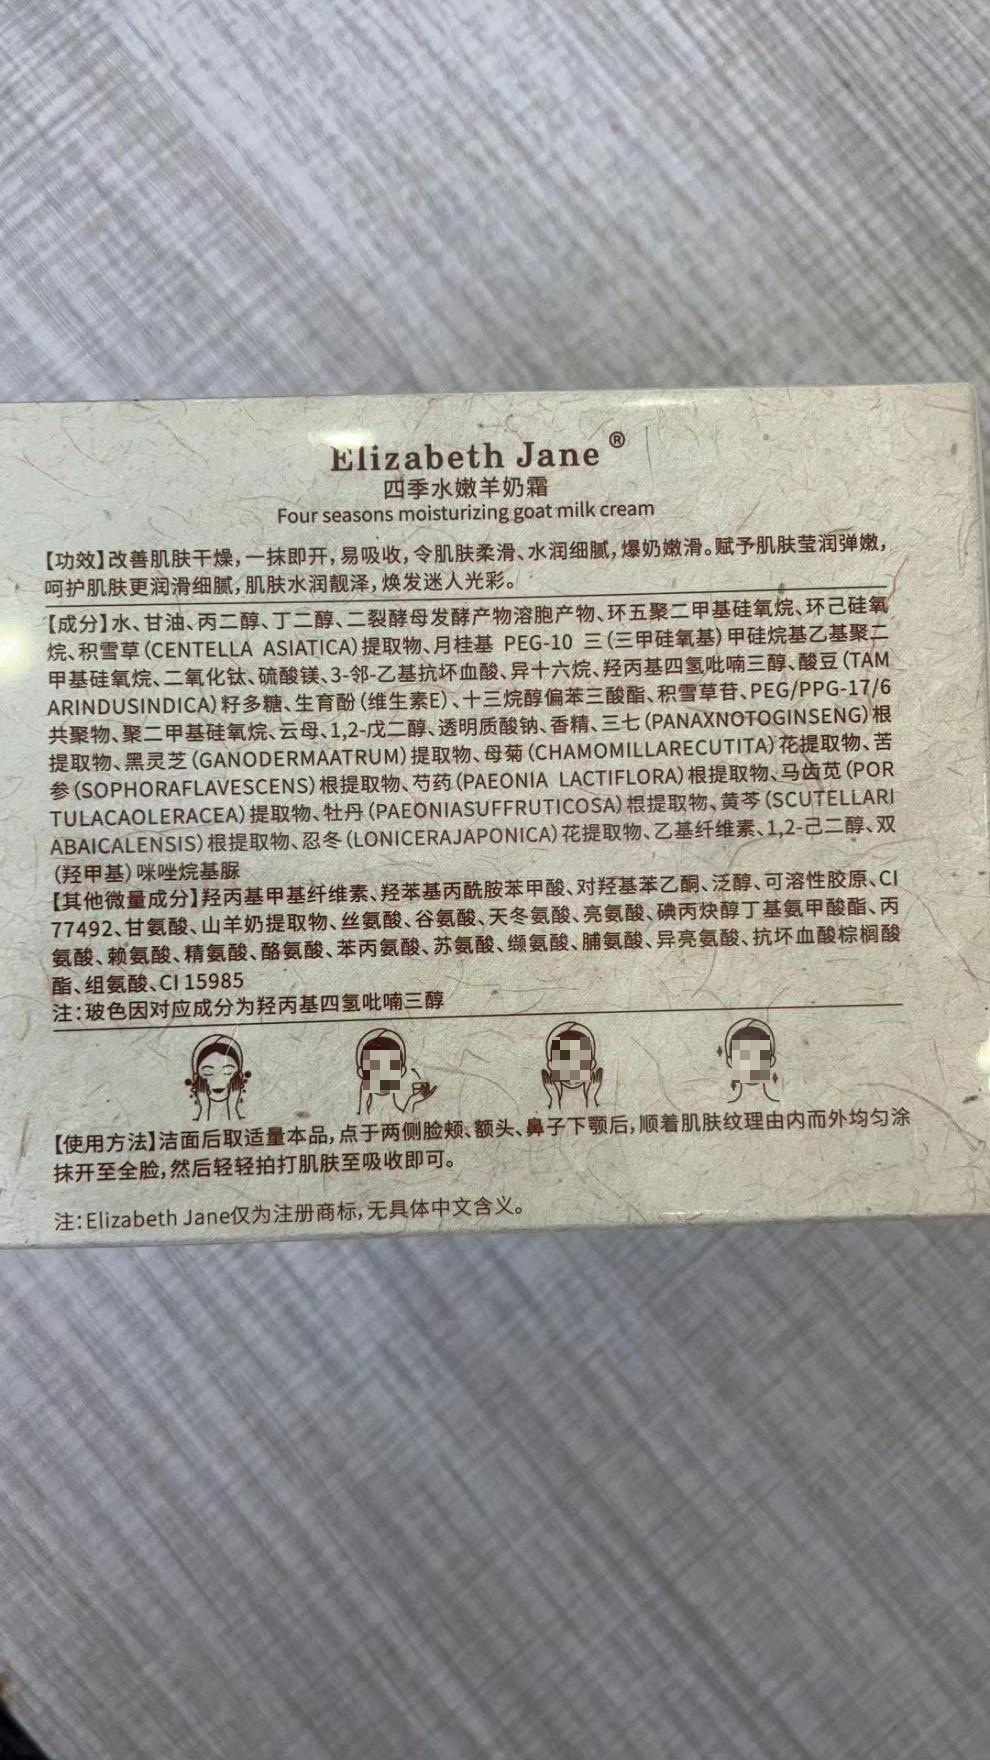 Elizabeth Jane®
四季水嫩羊奶霜
Four seasons moisturizing goat milk cream
【功效】改善肌肤干燥，一抹即开，易吸收，令肌肤柔滑、水润细腻，爆奶嫩滑。赋予肌肤莹润弹嫩，
呵护肌肤更润滑细腻，肌肤水润靓泽，焕发迷人光彩。
【成分】水、甘油、丙二醇、丁二醇、二裂酵母发酵产物溶胞产物、环五聚二甲基硅氧烷、环己硅氧
烷、积雪草（CENTELLA ASIATICA）提取物、月桂基 PEG-10 三（三甲硅氧基）甲硅烷基乙基聚二
甲基硅氧烷、二氧化钛、硫酸镁、3-邻-乙基抗坏血酸、异十六烷、羟丙基四氢吡喃三醇、酸豆（TAM
ARINDUSINDICA）籽多糖、生育酚（维生素E）、十三烷醇偏苯三酸酯、积雪草苷、PEG/PPG-17/6
共聚物、聚二甲基硅氧烷、云母、1,2-戊二醇、透明质酸钠、香精、三七（PANAXNOTOGINSENG）根
提取物、黑灵芝（GANODERMAATRUM）提取物、母菊（CHAMOMILLARECUTITA）花提取物、苦
参（SOPHORAFLAVESCENS）根提取物、芍药（PAEONIA LACTIFLORA）根提取物、马齿苋（POR
TULACAOLERACEA）提取物、牡丹（PAEONIASUFFRUTICOSA）根提取物、黄芩（SCUTELLARI
ABAICALENSIS）根提取物、忍冬（LONICERAJAPONICA）花提取物、乙基纤维素、1,2-己二醇、双
（羟甲基）咪唑烷基脲
【其他微量成分】羟丙基甲基纤维素、羟苯基丙酰胺苯甲酸、对羟基苯乙酮、泛醇、可溶性胶原、CI
77492、甘氨酸、山羊奶提取物、丝氨酸、谷氨酸、天冬氨酸、亮氨酸、碘丙炔醇丁基氨甲酸酯、丙
氨酸、赖氨酸、精氨酸、酪氨酸、苯丙氨酸、苏氨酸、缬氨酸、脯氨酸、异亮氨酸、抗坏血酸棕榈酸
酯、组氨酸、CI 15985
注：玻色因对应成分为羟丙基四氢吡喃三醇
【使用方法】洁面后取适量本品，点于两侧脸颊、额头、鼻子下颚后，顺着肌肤纹理由内而外均匀涂
抹开至全脸，然后轻轻拍打肌肤至吸收即可。
注：Elizabeth Jane仅为注册商标，无具体中文含义。